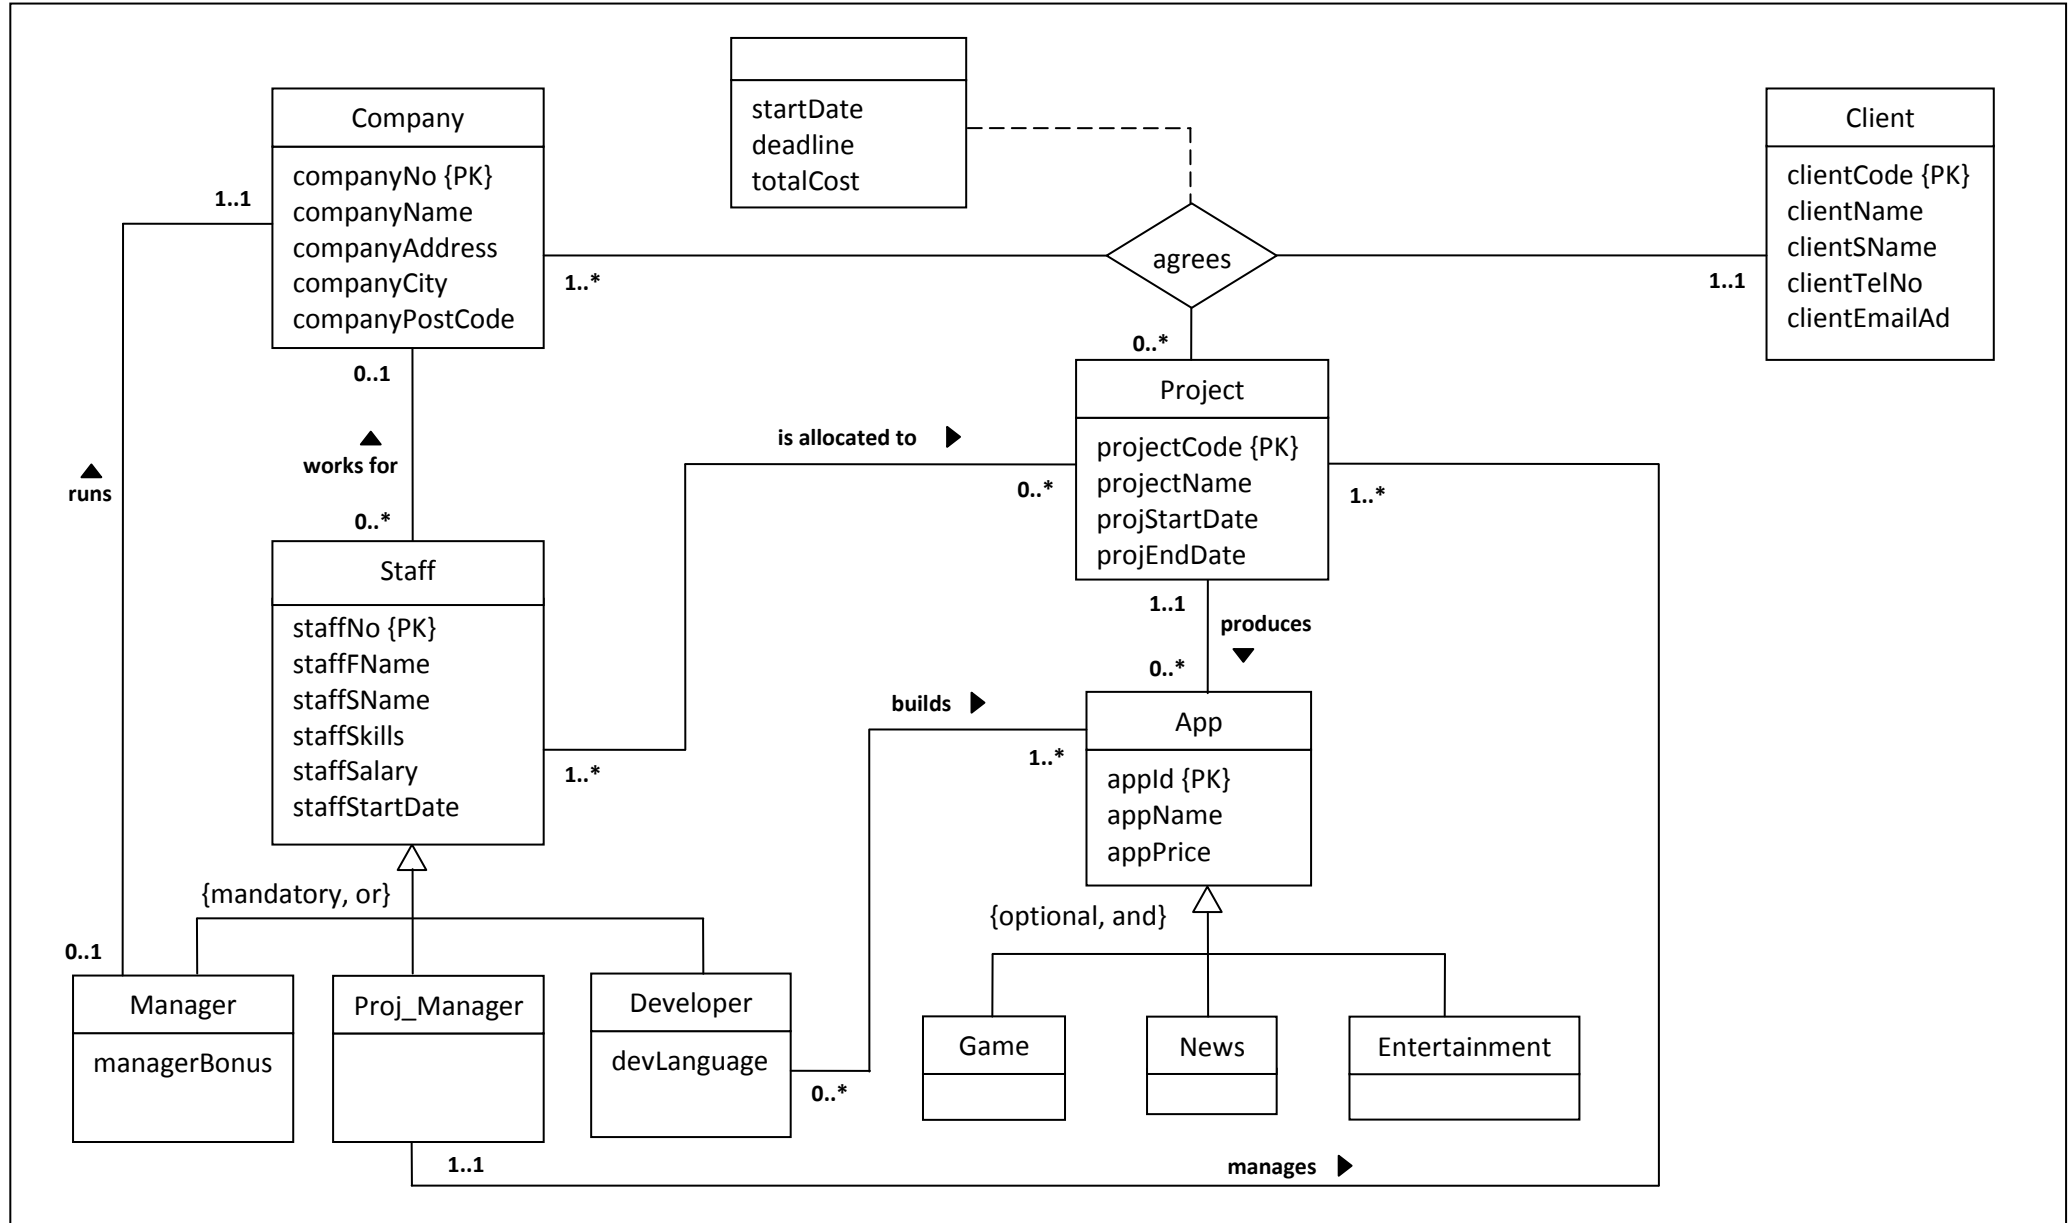 Company
companyNo {PK}
companyName
companyAddress
companyCity
companyPostCode
startDate
deadline
totalCost
Client
clientCode {PK}
clientName
clientSName
clientTelNo
clientEmailAd
agrees
1..1
1..*
1..1
0..*
0..1
works for
0..*
runs
is allocated to
0..*
1..*
Project
projectCode {PK}
projectName
projStartDate
projEndDate
1..*
Staff
staffNo {PK}
staffFName
staffSName
staffSkills
staffSalary
staffStartDate
1..1
produces
0..*
builds
1..*
App
appId {PK}
appName
appPrice
{mandatory, or}
{optional, and}
0..1
Manager
managerBonus
Proj_Manager
Developer
devLanguage
0..*
Game
News
Entertainment
1..1
manages